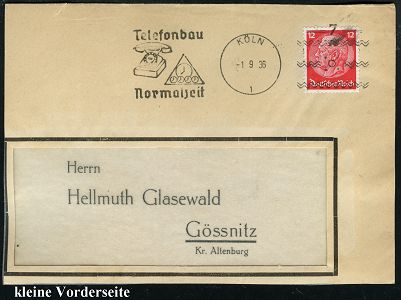 Telefonbau
Normalzeit
KÖLN
-1 9 36
1
12 12
Deutsches Reich
Herrn
Hellmuth Glasewald
Gössnitz
Kr. Altenburg
kleine Vorderseite